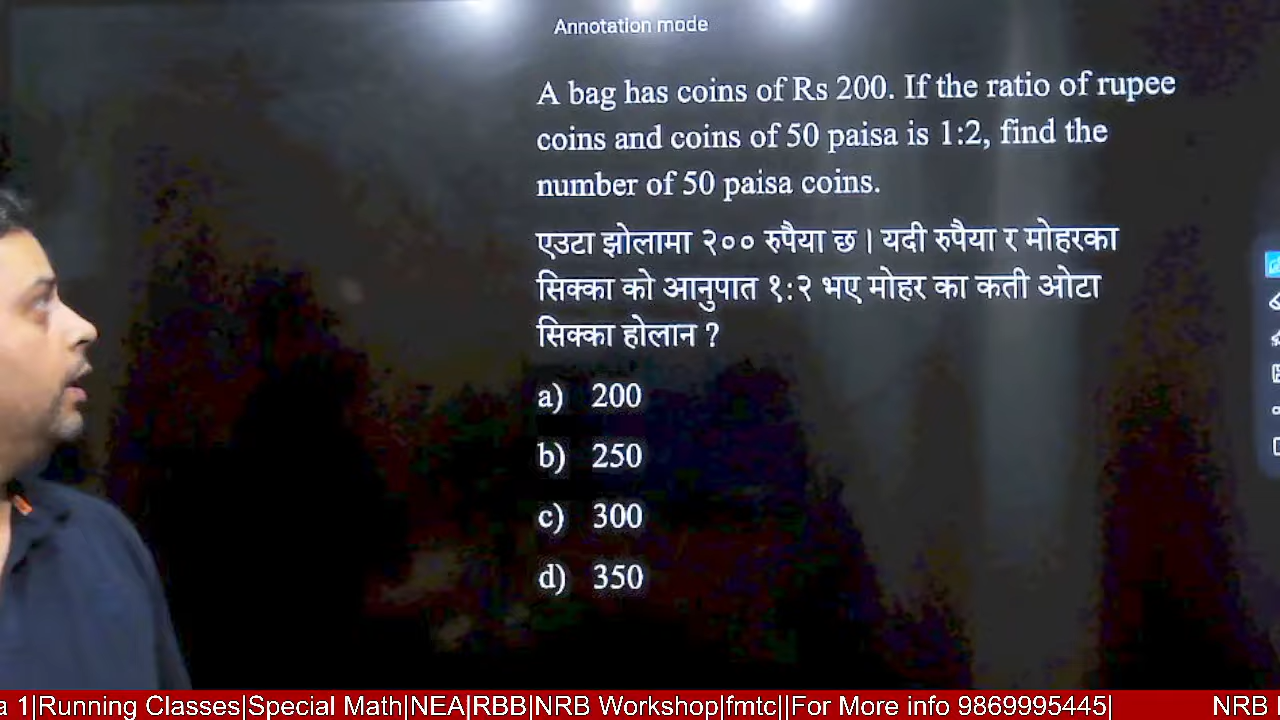 Annotation mode
A bag has coins of Rs 200. If the ratio of rupee
coins and coins of 50 paisa is 1:2, find the
number of 50 paisa coins.
एउटा झोलामा २०० रुपैया छ । यदी रुपैया र मोहरका
सिक्का को आनुपात १:२ भए मोहर का कती ओटा
सिक्का होलान ?
a) 200
b) 250
c) 300
d) 350
a 1|Running Classes|Special Math|NEA|RBB|NRB Workshop|fmtc||For More info 9869995445| NRB